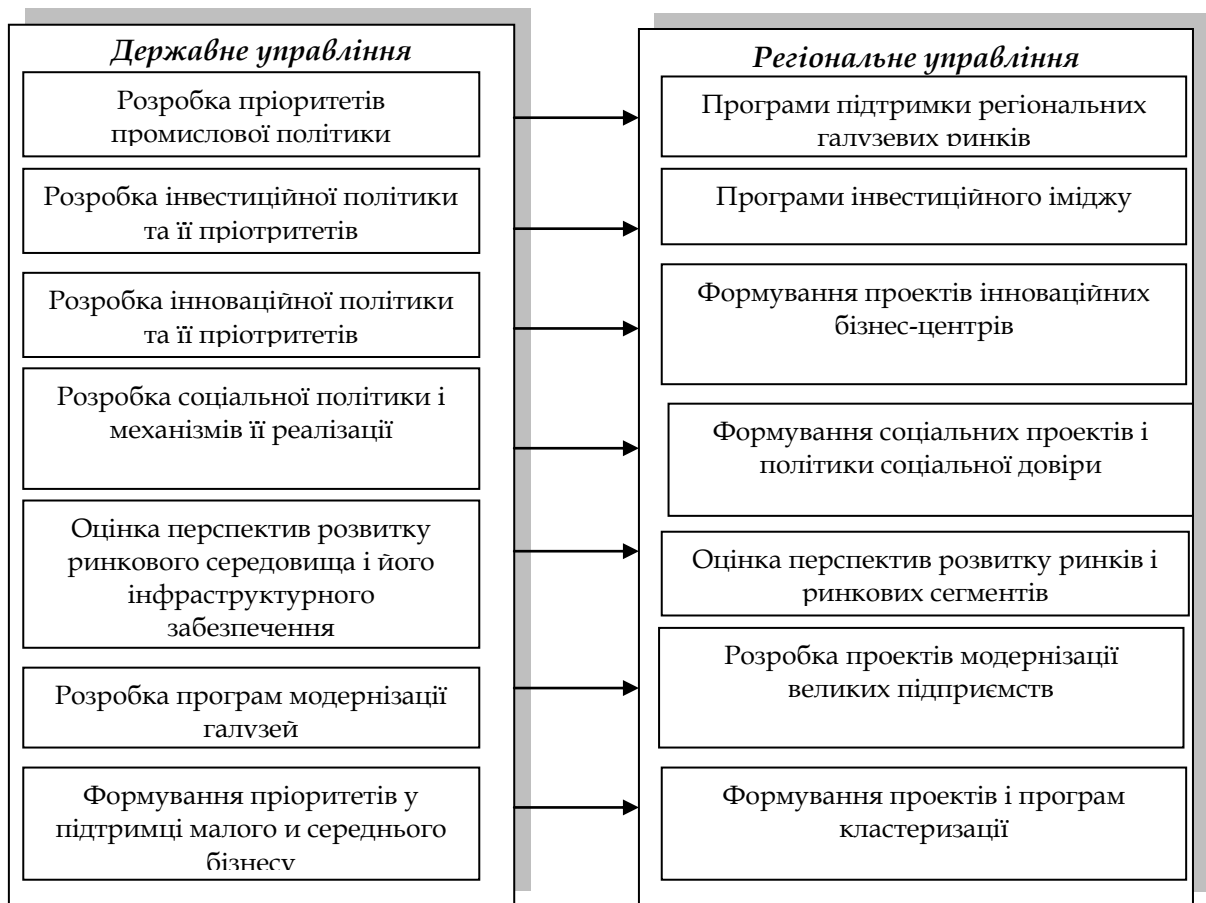 Державне управління
Розробка пріоритетів
промислової політики
Розробка інвестиційної політики
та її пріотритетів
Розробка інноваційної політики
та її пріотритетів
Розробка соціальної політики і
механізмів її реалізації
Оцінка перспектив розвитку
ринкового середовища і його
інфраструктурного
забезпечення
Розробка програм модернізації
галузей
Формування пріоритетів у
підтримці малого и середнього
бізнесу
Регіональне управління
Програми підтримки регіональних
галузевих ринків
Програми інвестиційного іміджу
Формування проектів інноваційних
бізнес-центрів
Формування соціальних проектів і
політики соціальної довіри
Оцінка перспектив розвитку ринків і
ринкових сегментів
Розробка проектів модернізації
великих підприємств
Формування проектів і програм
кластеризації